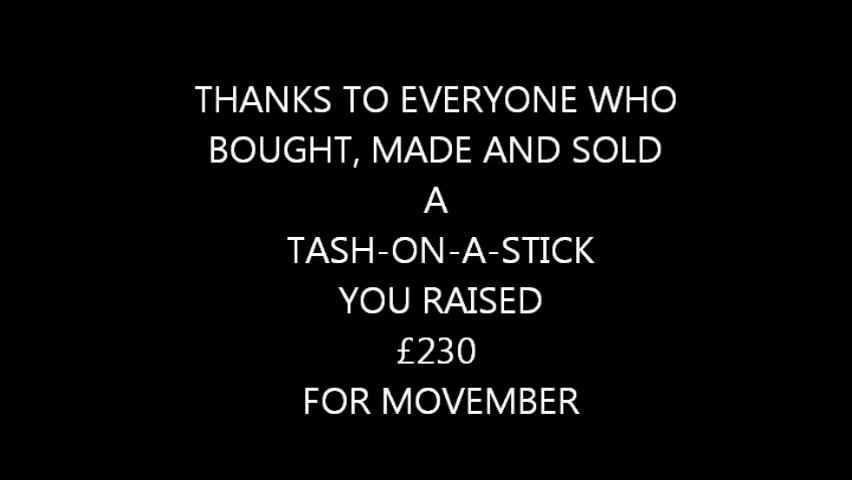 THANKS TO EVERYONE WHO
BOUGHT, MADE AND SOLD
A
TASH-ON-A-STICK
YOU RAISED
£230
FOR MOVEMBER